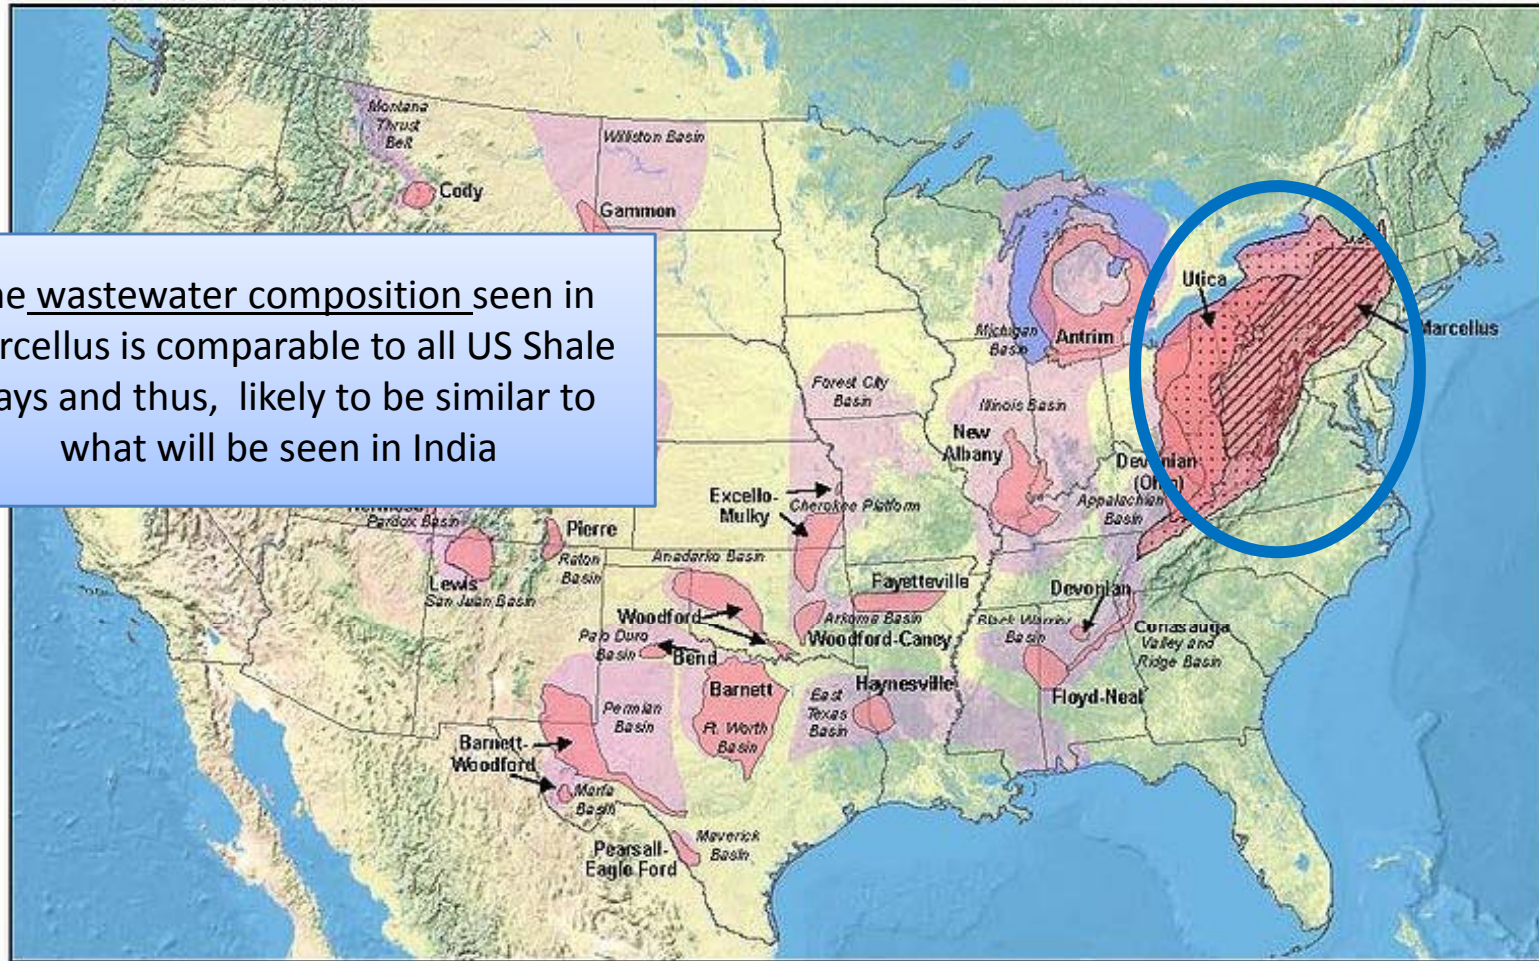 Montana
Thrust
Belt
Cody
Williston Basin
Gammon
ne wastewater composition seen in
rcellus is comparable to all US Shale
ays and thus, likely to be similar to
what will be seen in India
Utica
Marcellus
Michigan
Basin
Antrim
Forest City
Basin
Illinois Basin
New
Albany
Devonian
(Ohio)
Appalachian
Basin
Excello-
Mulky
Cherokee Platform
Paradox Basin
Pierre
Raton
Basin
Anadarko Basin
Lewis
San Juan Basin
Fayetteville
Devonian
Woodford
Arkoma Basin
Woodford-Caney
Black Warrior
Basin
Conasauga
Valley and
Ridge Basin
Palo Duro
Basin
Bend
Barnett
Ft. Worth
Basin
East
Texas
Basin
Haynesville
Floyd-Neal
Permian
Basin
Barnett-
Woodford
Marfa
Basin
Pearsall-
Eagle Ford
Maverick
Basin